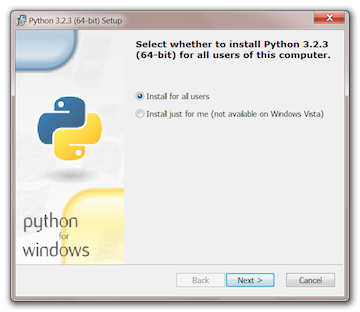 Python 3.2.3 (64-bit) Setup
Select whether to install Python 3.2.3
(64-bit) for all users of this computer.
Install for all users
Install just for me (not available on Windows Vista)
python
for
windows
Back
Next >
Cancel